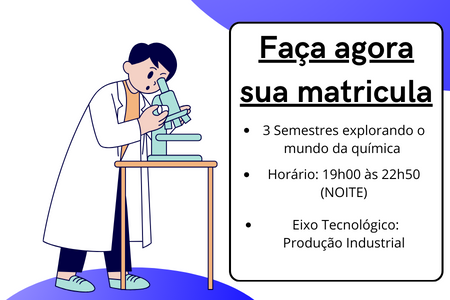 Faça agora
sua matricula
• 3 Semestres explorando o
mundo da química
• Horário: 19h00 às 22h50
(NOITE)
• Eixo Tecnológico:
Produção Industrial